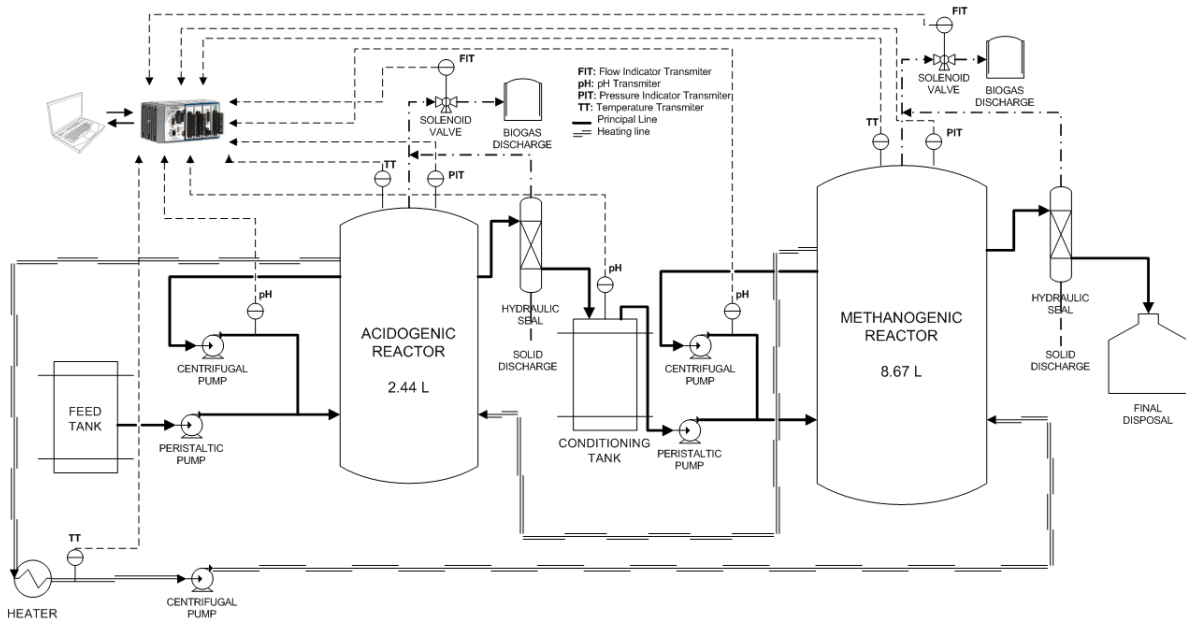 FIT
FIT
SOLENOID
VALVE
BIOGAS
DISCHARGE
FIT: Flow Indicator Transmiter
pH: pH Transmiter
PIT: Pressure Indicator Transmiter
TT: Temperature Transmiter
Principal Line
Heating line
SOLENOID
VALVE
BIOGAS
DISCHARGE
TT
PIT
TT
PIT
pH
pH
pH
HYDRAULIC
SEAL
SOLID
DISCHARGE
HYDRAULIC
SEAL
SOLID
DISCHARGE
ACIDOGENIC
REACTOR
2.44 L
METHANOGENIC
REACTOR
8.67 L
CENTRIFUGAL
PUMP
CENTRIFUGAL
PUMP
FEED
TANK
PERISTALTIC
PUMP
CONDITIONING
TANK
PERISTALTIC
PUMP
FINAL
DISPOSAL
TT
HEATER
CENTRIFUGAL
PUMP